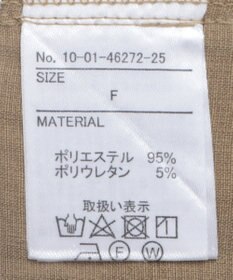 No. 10-01-46272-25
SIZE
F
MATERIAL
ポリエステル 95%
ポリウレタン 5%
取扱い表示
F W